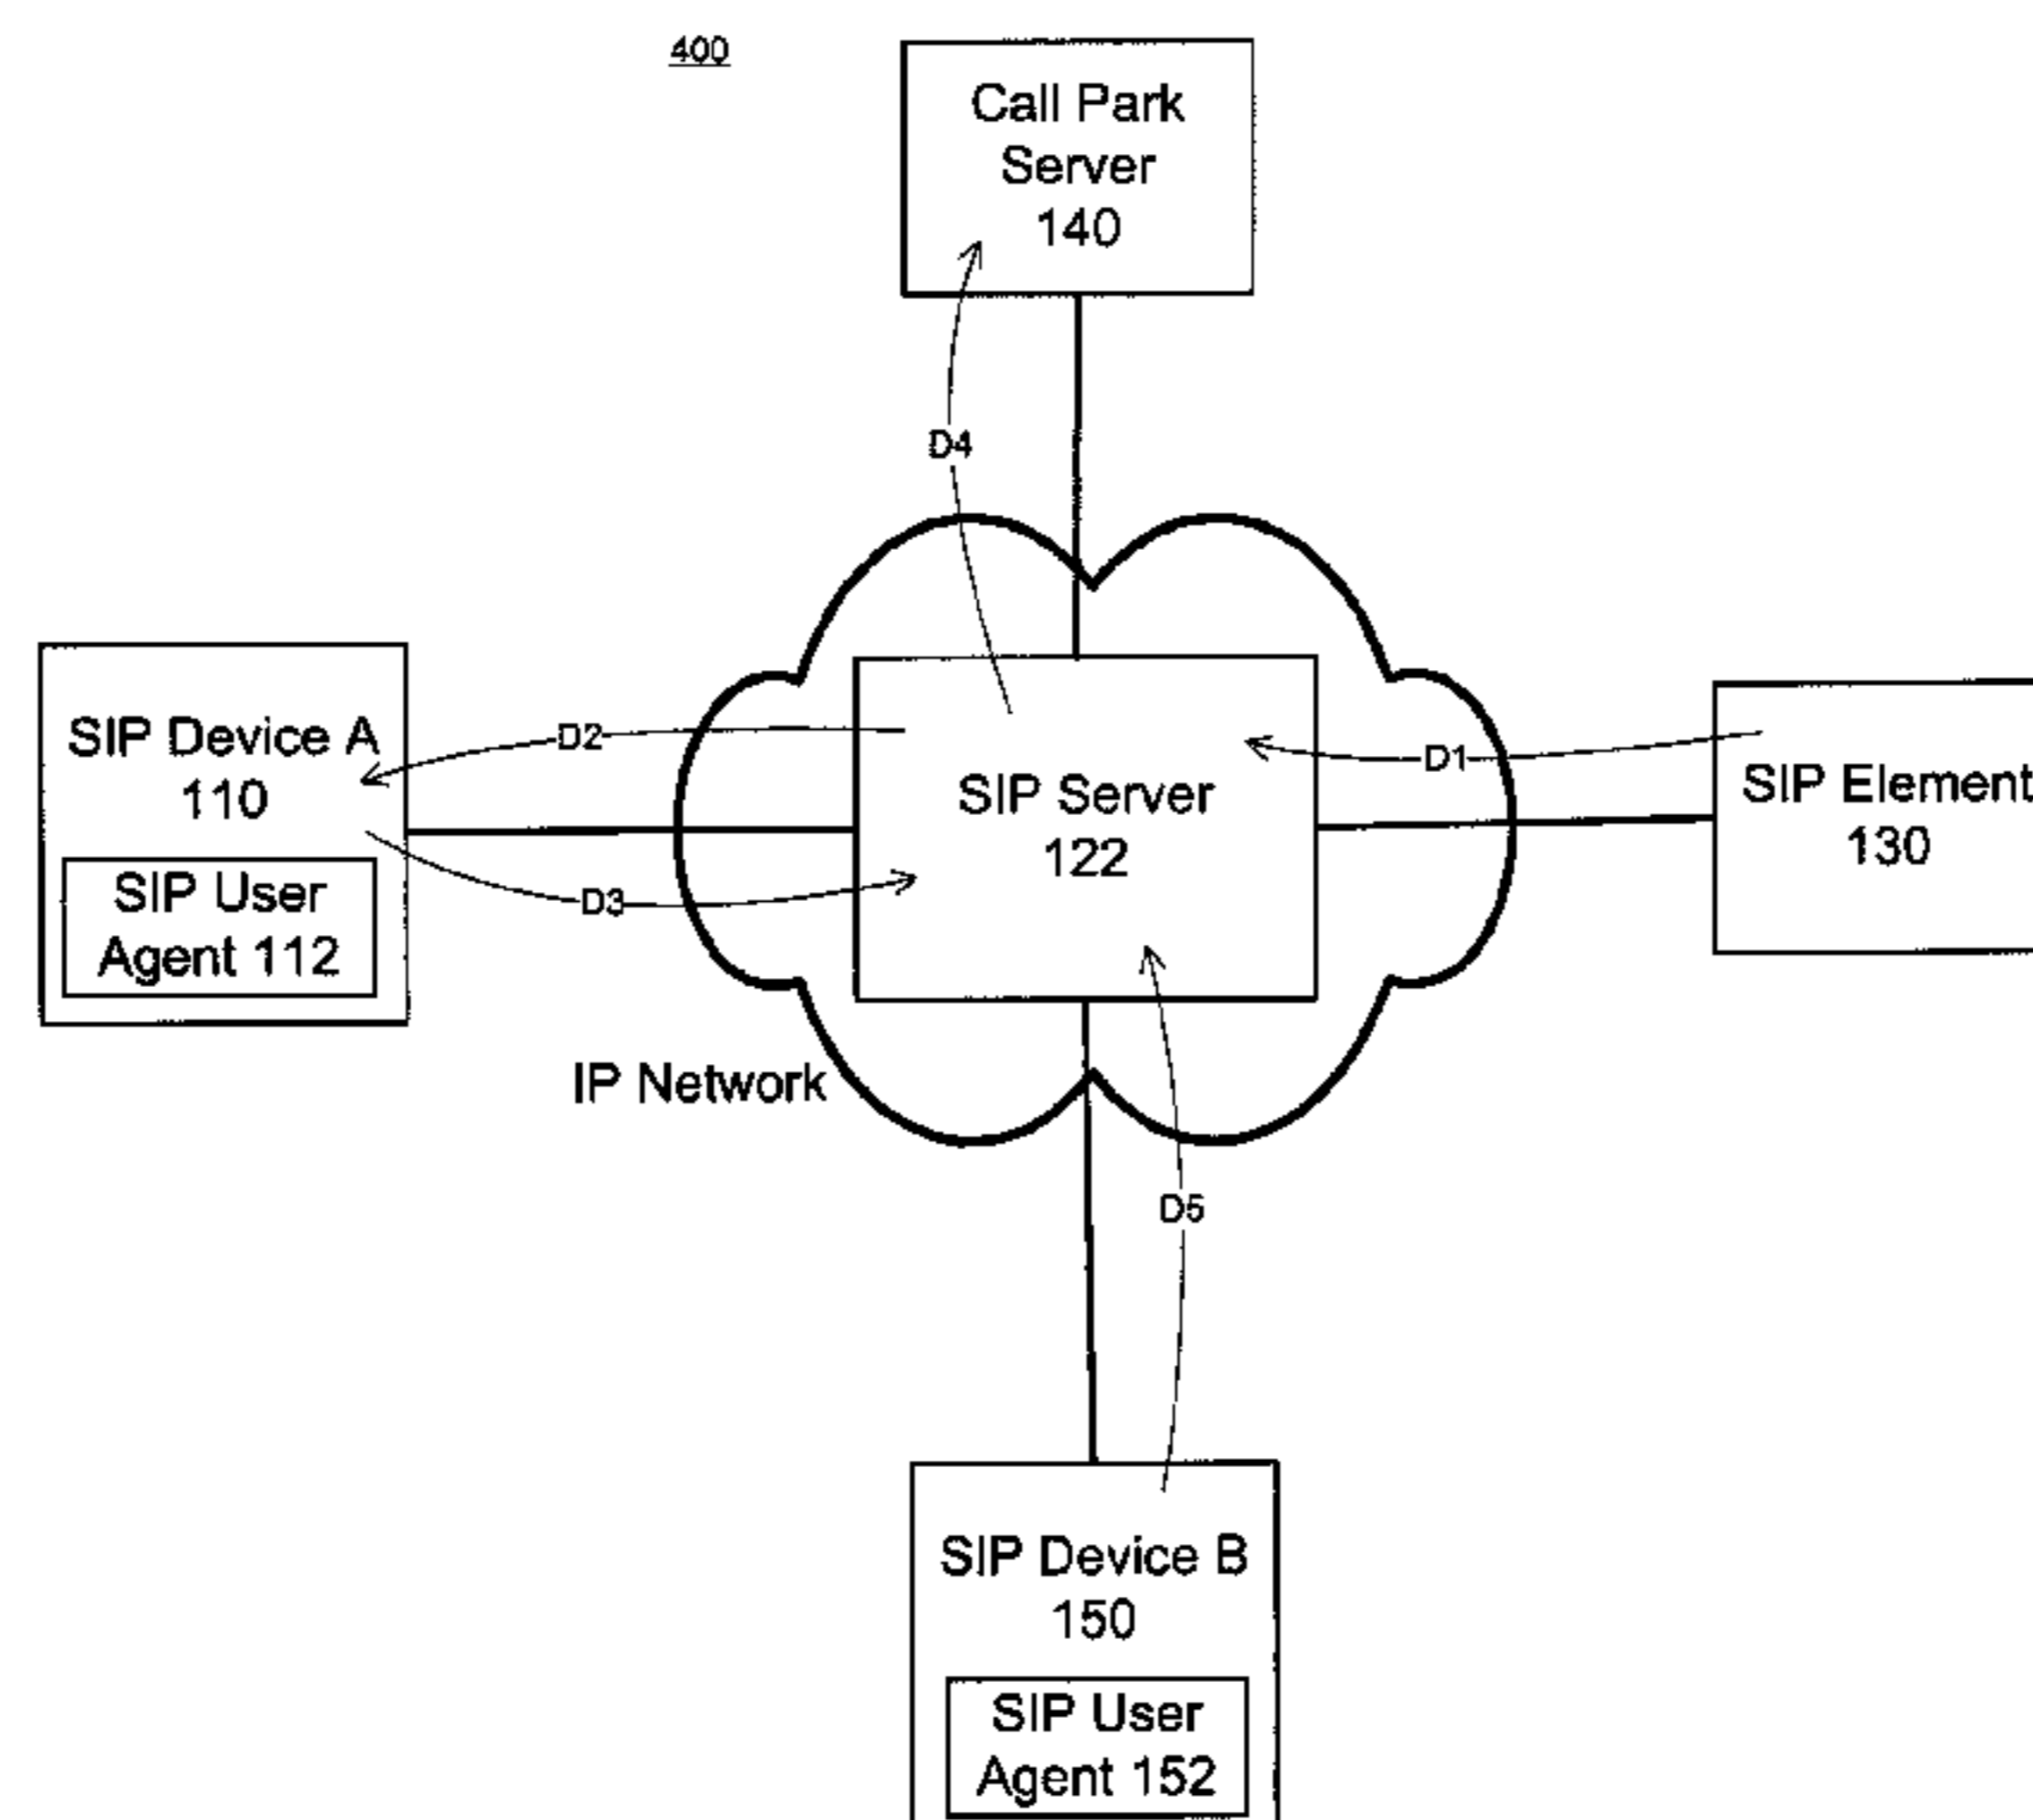 400
Call Park
Server
140
D4
SIP Device A
110
SIP User
Agent 112
D2
D3
SIP Server
122
D1
SIP Element
130
IP Network
D5
SIP Device B
150
SIP User
Agent 152